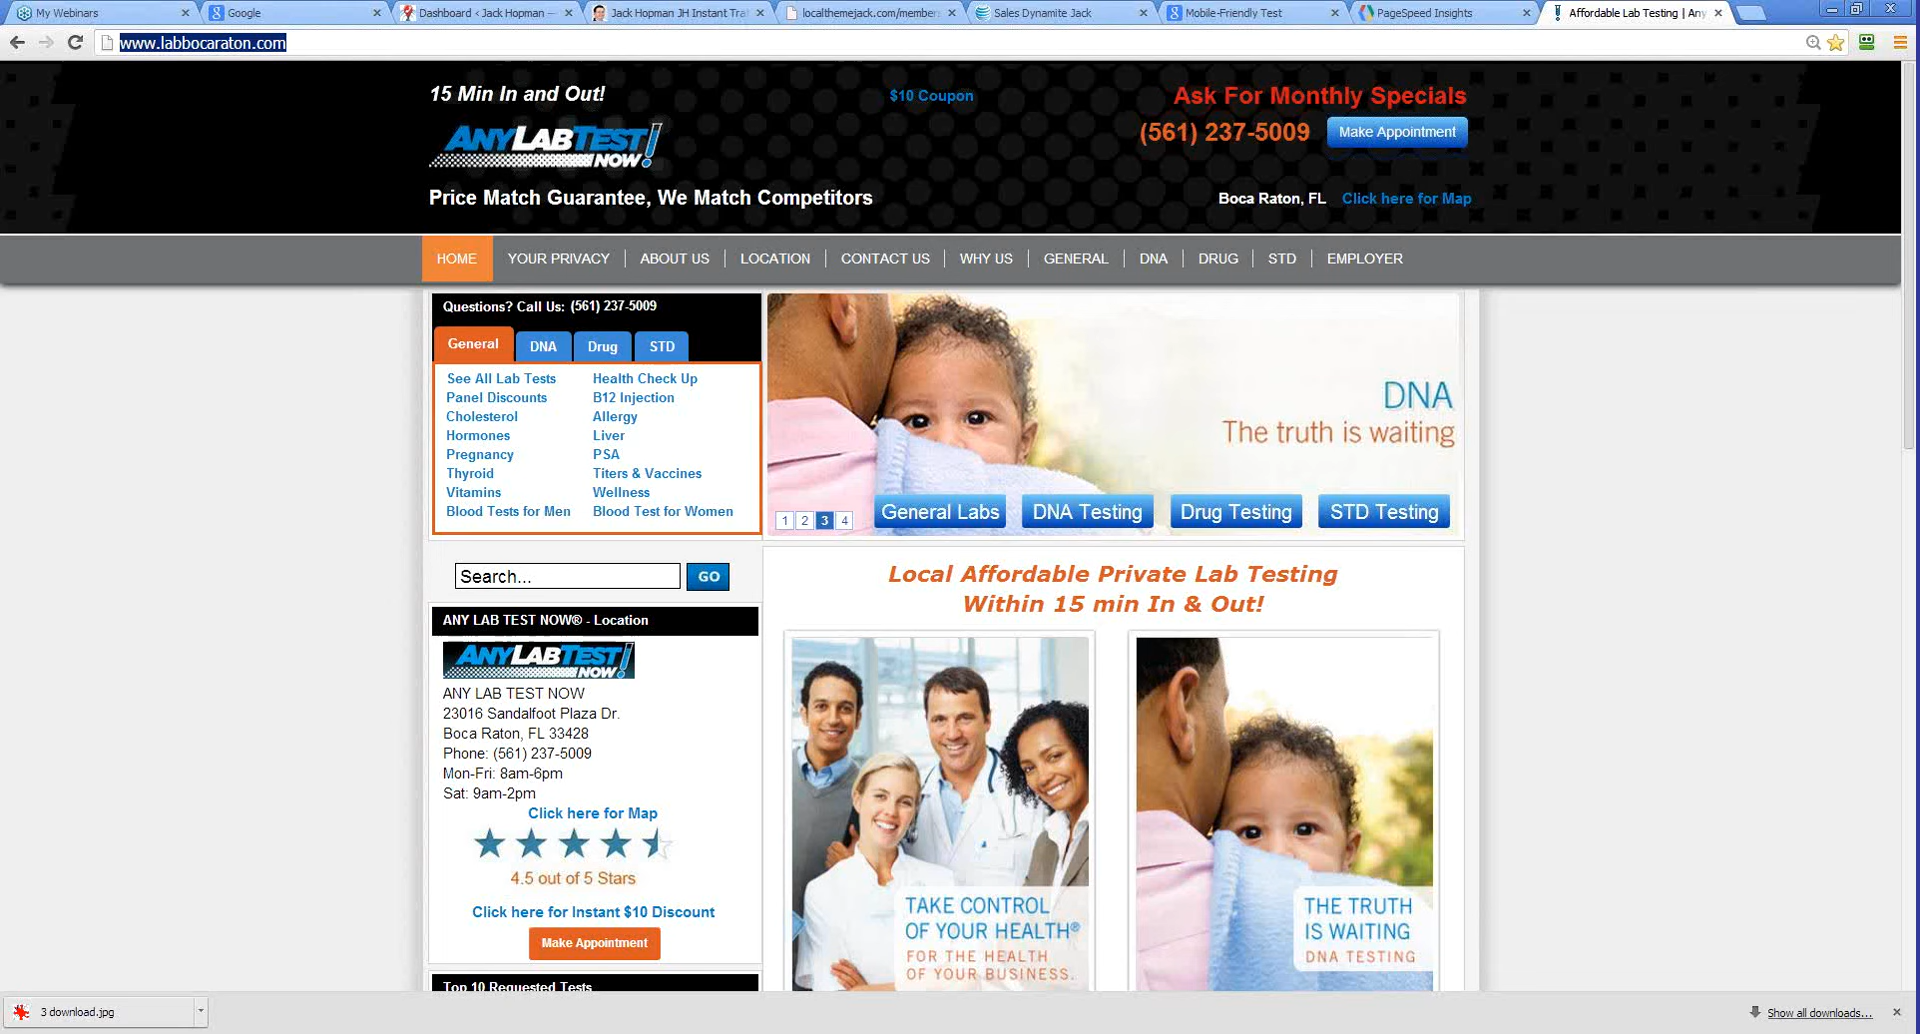 My Webinars
Google
Dashboard ‹ Jack Hopman —
Jack Hopman JH Instant Tra
localthemejack.com/member
Sales Dynamite Jack
Mobile-Friendly Test
PageSpeed Insights
Affordable Lab Testing | Any
www.labbocaraton.com
15 Min In and Out!
$10 Coupon
Ask For Monthly Specials
(561) 237-5009
Make Appointment
ANYLABTEST NOW!
Price Match Guarantee, We Match Competitors
Boca Raton, FL Click here for Map
HOME YOUR PRIVACY ABOUT US LOCATION CONTACT US WHY US GENERAL DNA DRUG STD EMPLOYER
Questions? Call Us: (561) 237-5009
General DNA Drug STD
See All Lab Tests
Panel Discounts
Cholesterol
Hormones
Pregnancy
Thyroid
Vitamins
Blood Tests for Men
Health Check Up
B12 Injection
Allergy
Liver
PSA
Titers & Vaccines
Wellness
Blood Test for Women
DNA
The truth is waiting
1 2 3 4
General Labs DNA Testing Drug Testing STD Testing
Search...
GO
ANY LAB TEST NOW® - Location
ANYLABTEST NOW!
ANY LAB TEST NOW
23016 Sandalfoot Plaza Dr.
Boca Raton, FL 33428
Phone: (561) 237-5009
Mon-Fri: 8am-6pm
Sat: 9am-2pm
Click here for Map
4.5 out of 5 Stars
Click here for Instant $10 Discount
Make Appointment
Top 10 Requested Tests
Local Affordable Private Lab Testing
Within 15 min In & Out!
TAKE CONTROL
OF YOUR HEALTH®
FOR THE HEALTH
OF YOUR BUSINESS.
THE TRUTH
IS WAITING
DNA TESTING
3 download.jpg
Show all downloads...